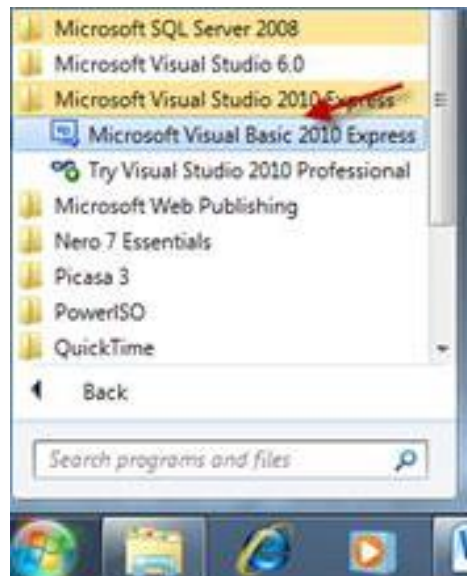 Microsoft SQL Server 2008
Microsoft Visual Studio 6.0
Microsoft Visual Studio 2010 Express
Microsoft Visual Basic 2010 Express
Try Visual Studio 2010 Professional
Microsoft Web Publishing
Nero 7 Essentials
Picasa 3
PowerISO
QuickTime
Back
Search programs and files